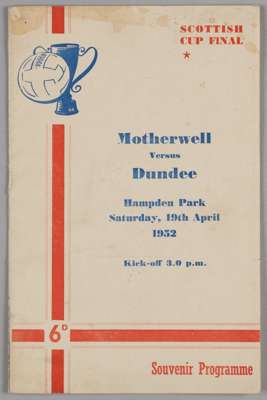 SCOTTISH
CUP FINAL
★
Motherwell
Versus
Dundee
Hampden Park
Saturday, 19th April
1952
Kick-off 3.0 p.m.
6D
Souvenir Programme